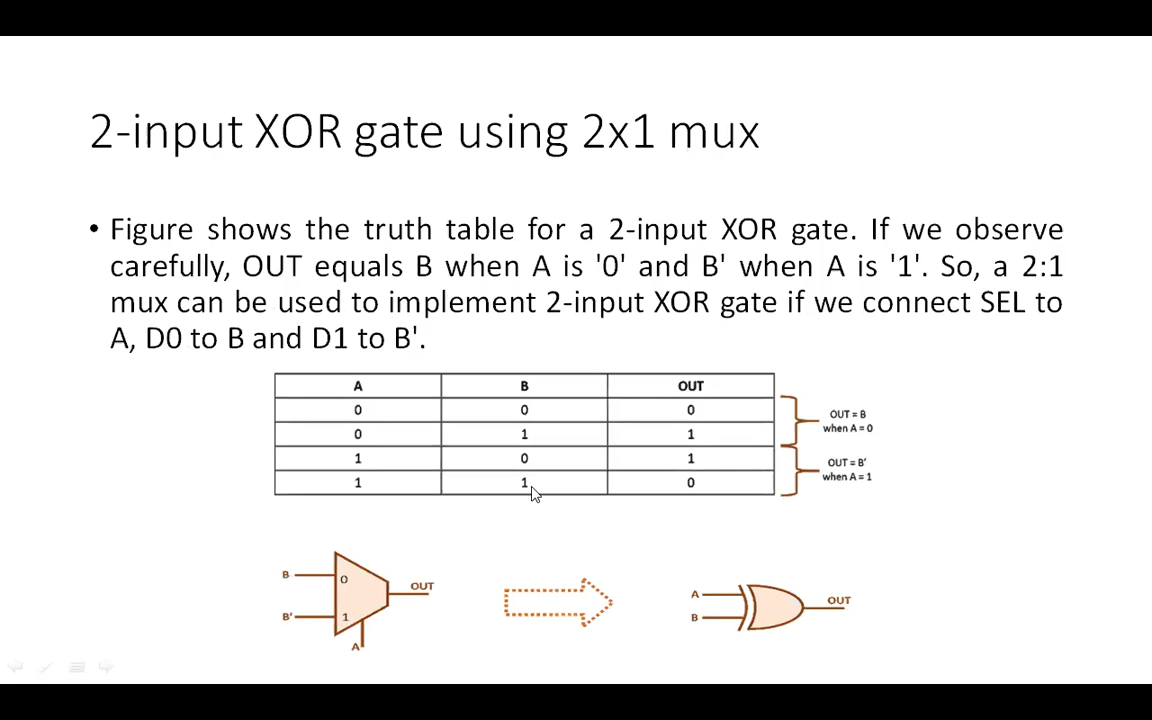 2-input XOR gate using 2x1 mux
• Figure shows the truth table for a 2-input XOR gate. If we observe
carefully, OUT equals B when A is '0' and B' when A is '1'. So, a 2:1
mux can be used to implement 2-input XOR gate if we connect SEL to
A, D0 to B and D1 to B'.
A B OUT
0 0 0
0 1 1
1 0 1
1 1 0
OUT = B
when A = 0
OUT = B'
when A = 1
B 0
B' 1
A
OUT
A
B
OUT